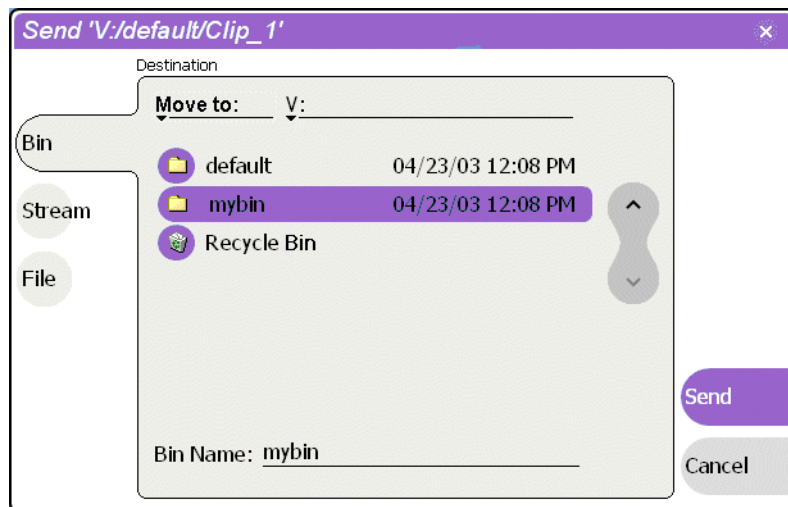 Send 'V:/default/Clip_1'
Destination
Move to: V:
Bin
default 04/23/03 12:08 PM
Stream
mybin 04/23/03 12:08 PM
Recycle Bin
File
Send
Bin Name: mybin
Cancel